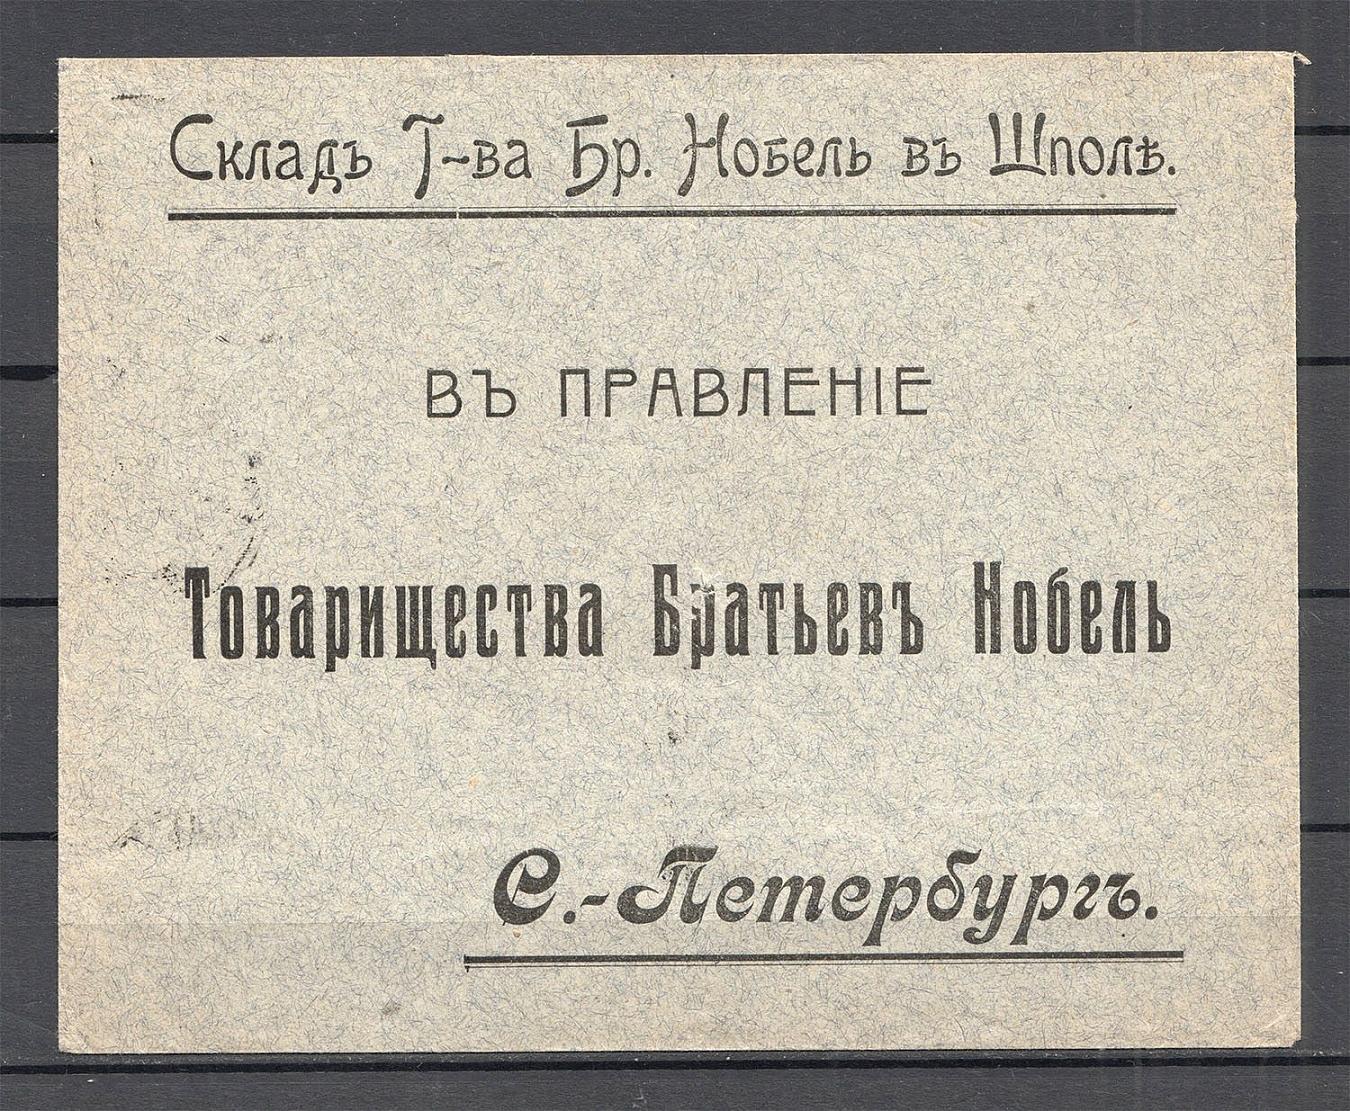 Складъ Т-ва Бр. Нобель въ Шполѣ.
ВЪ ПРАВЛЕНІЕ
Товарищества Братьевъ Нобель
С.-Петербургъ.